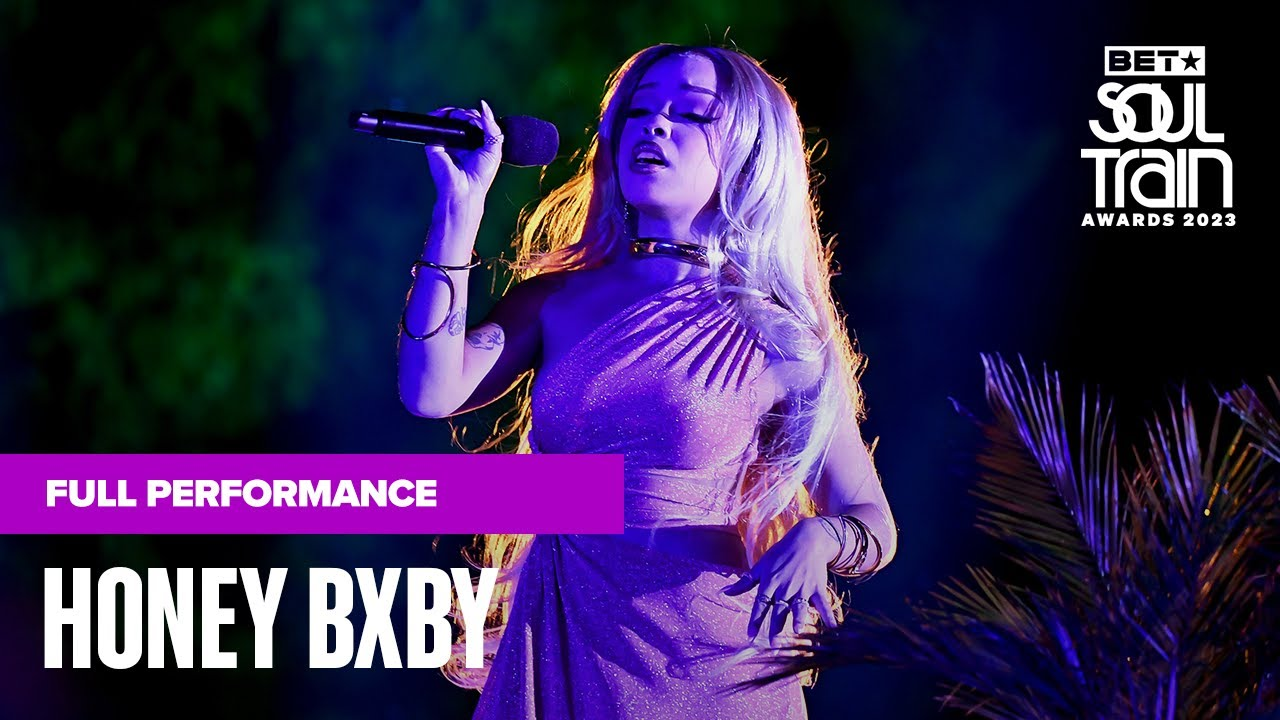 BET★
SOUL
TRAIN
AWARDS 2023
FULL PERFORMANCE
HONEY BXBY